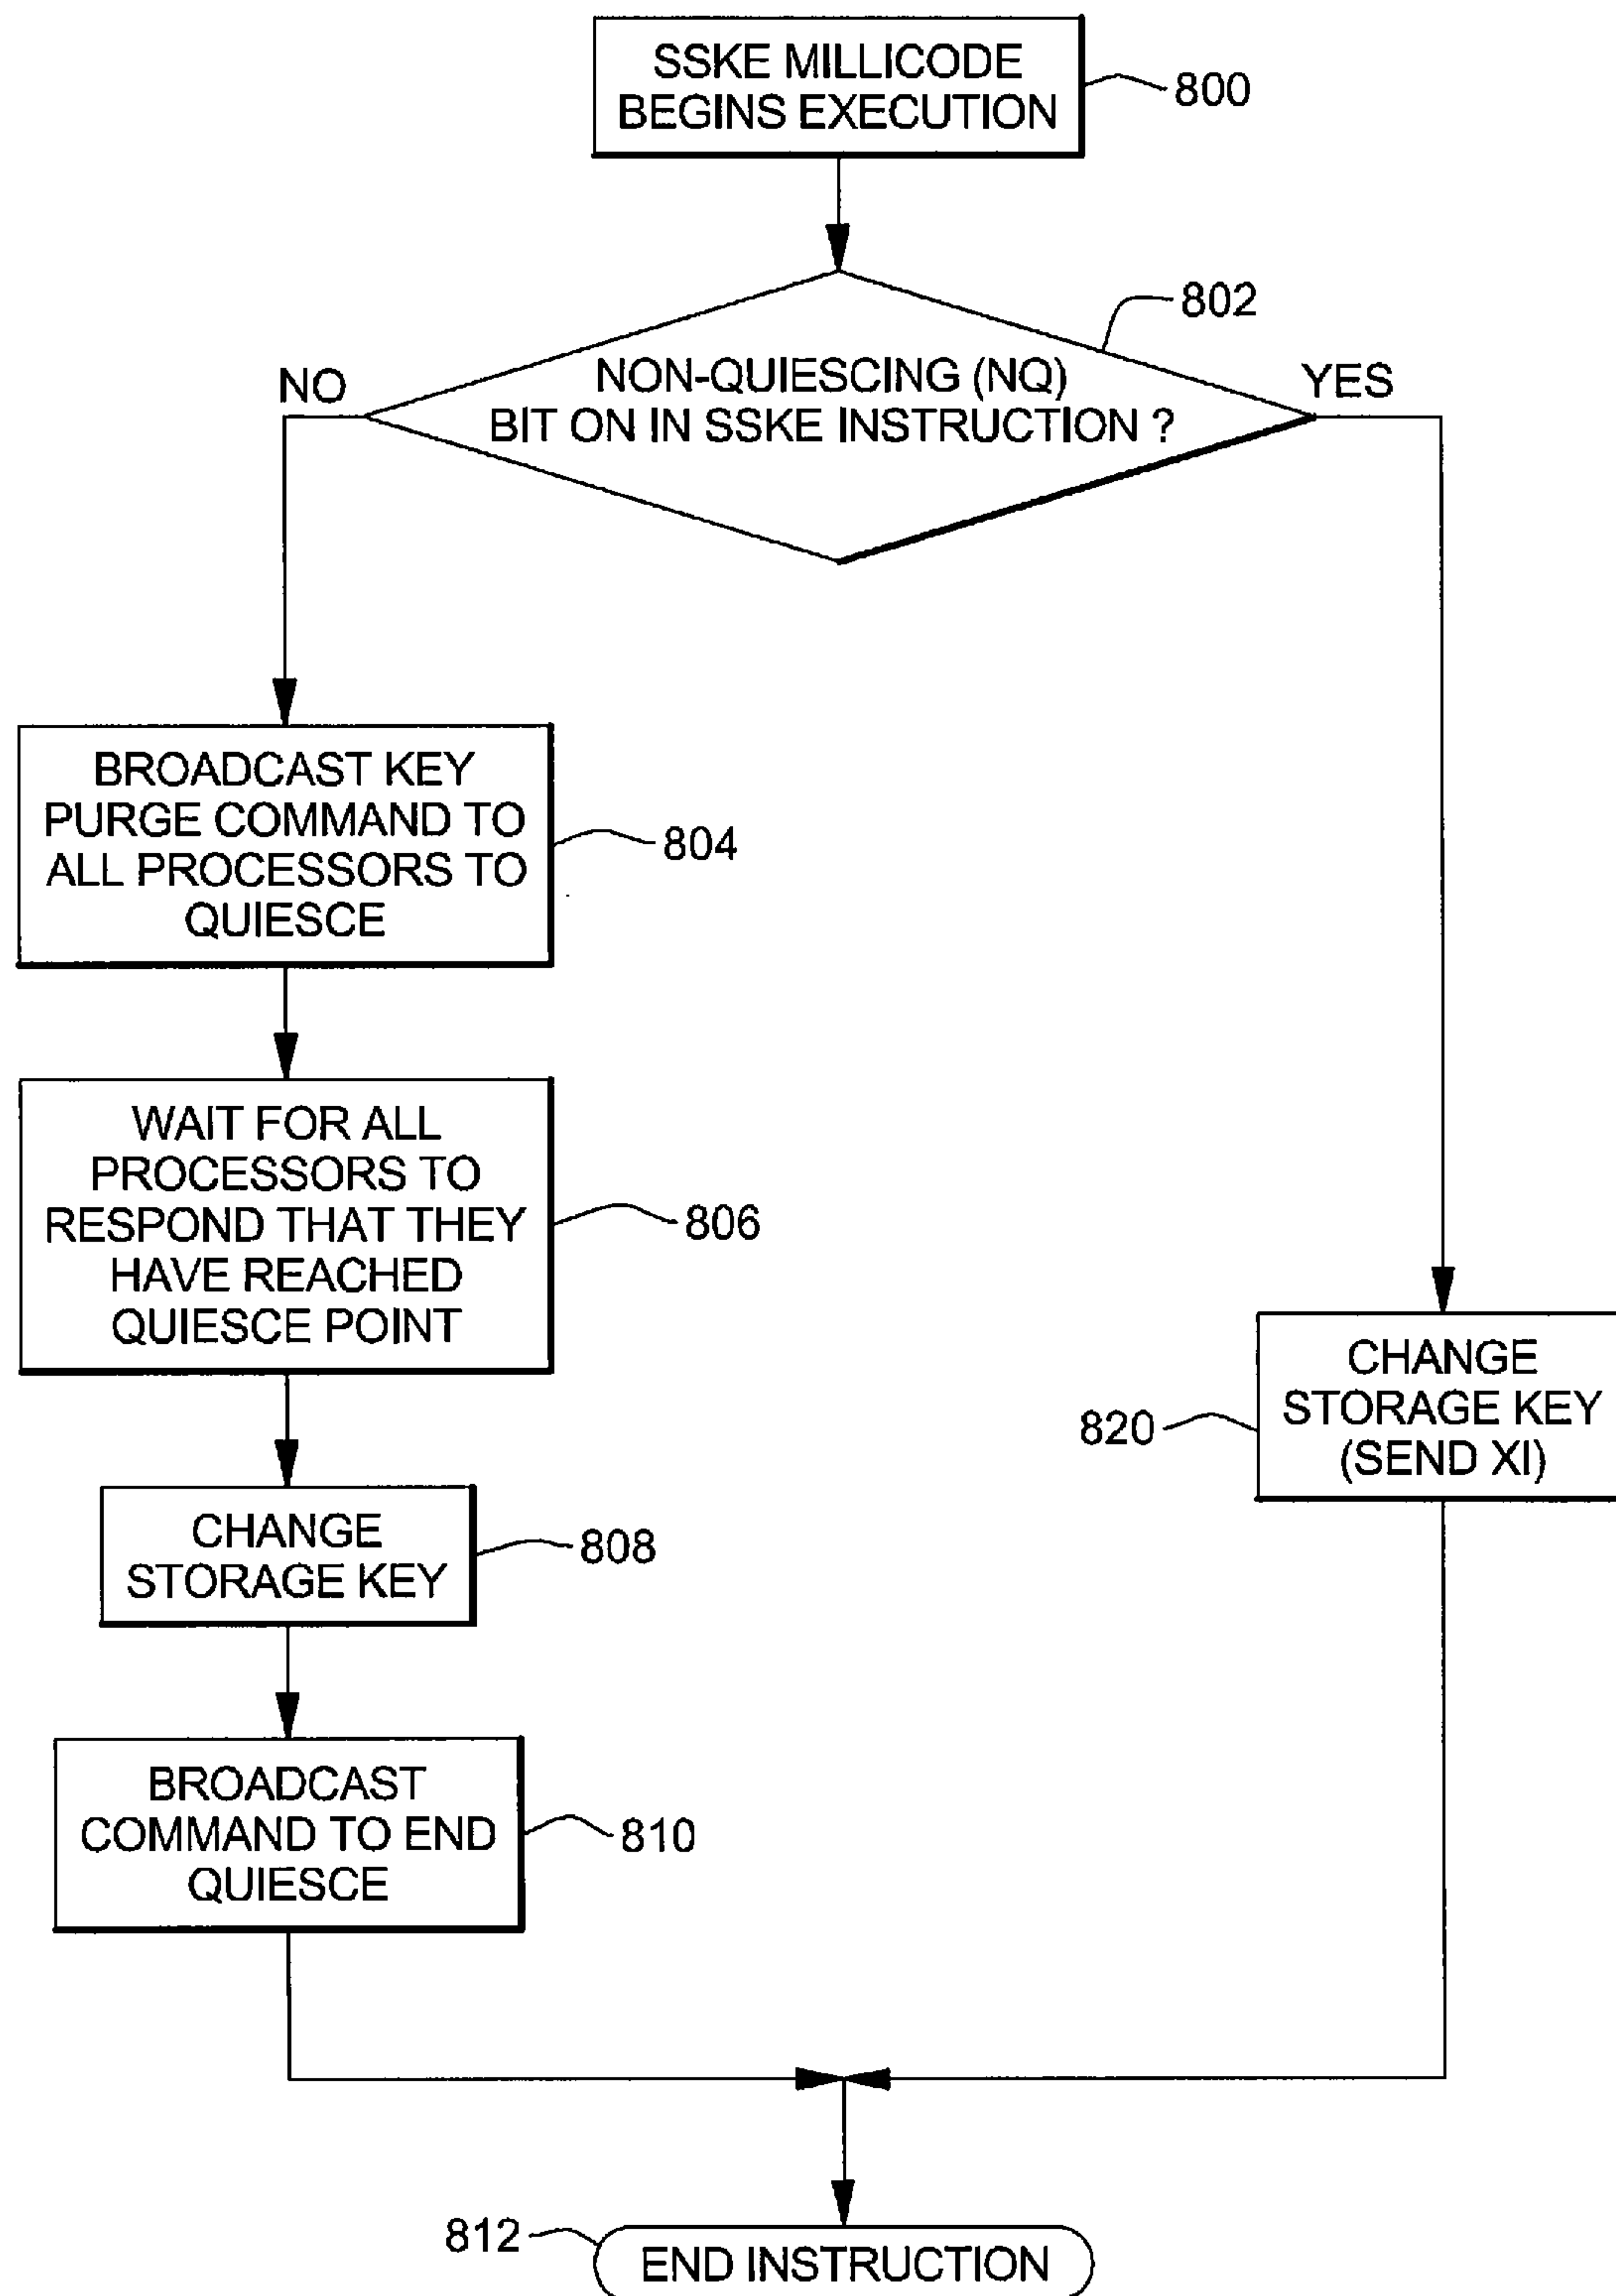 SSKE MILLICODE
BEGINS EXECUTION
800
802
NON-QUIESCING (NQ)
BIT ON IN SSKE INSTRUCTION ?
NO
YES
BROADCAST KEY
PURGE COMMAND TO
ALL PROCESSORS TO
QUIESCE
804
WAIT FOR ALL
PROCESSORS TO
RESPOND THAT THEY
HAVE REACHED
QUIESCE POINT
806
CHANGE
STORAGE KEY
(SEND XI)
820
CHANGE
STORAGE KEY
808
BROADCAST
COMMAND TO END
QUIESCE
810
812
END INSTRUCTION